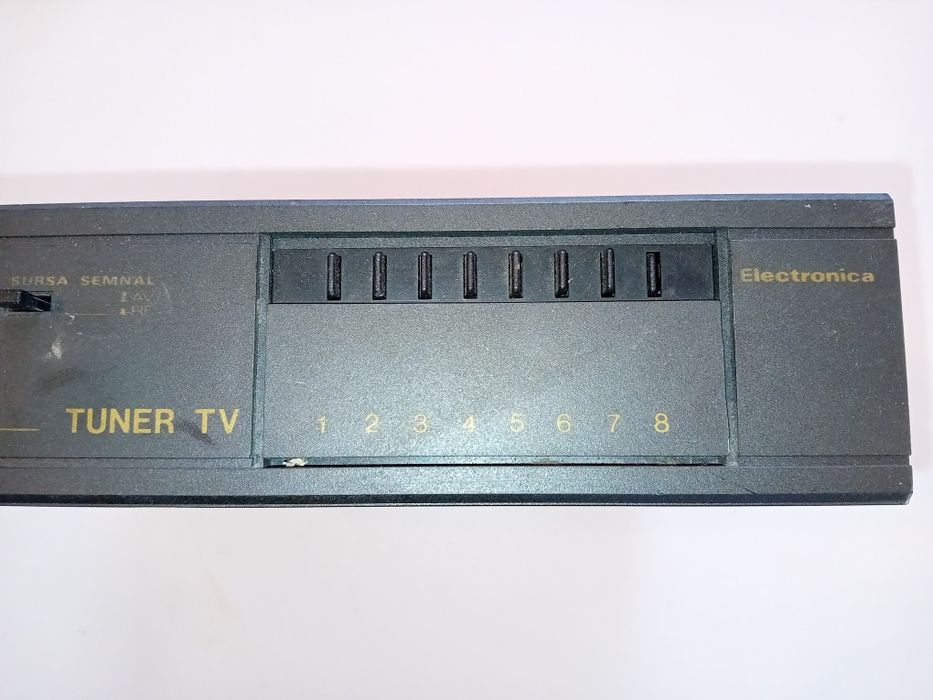 SURSA SEMNAL
AV
RF
Electronica
TUNER TV
1 2 3 4 5 6 7 8